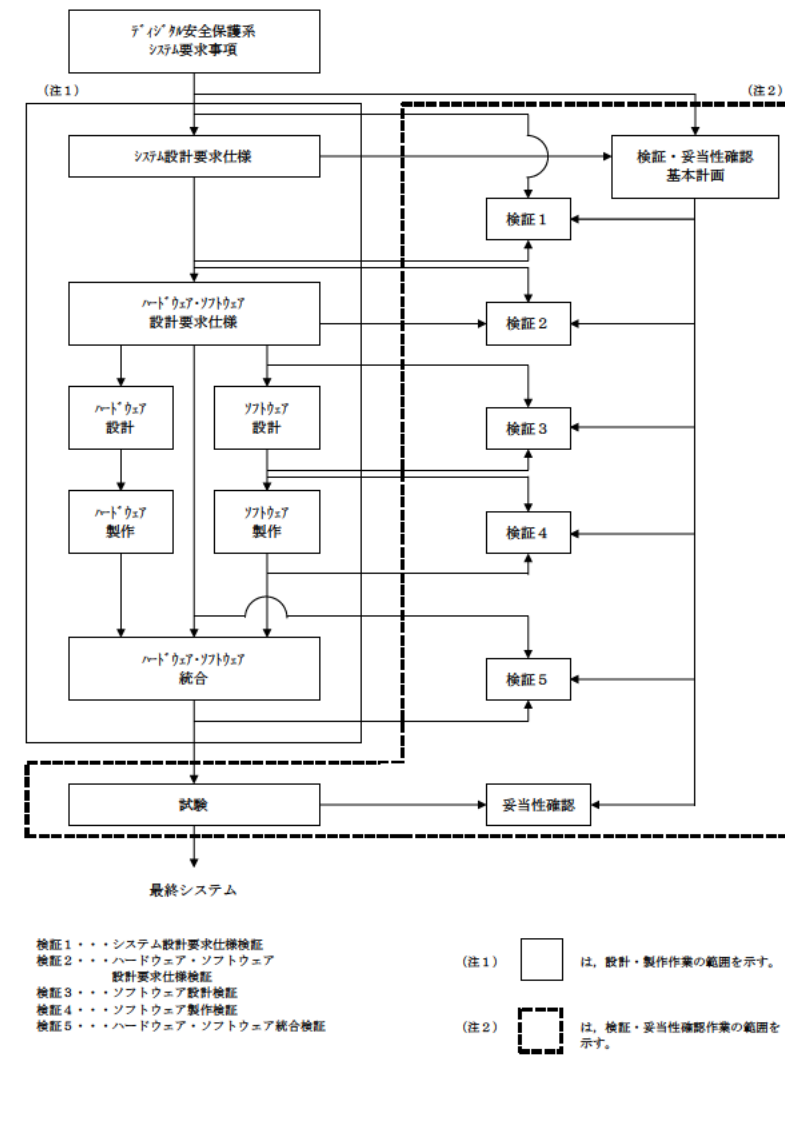 ﾃﾞｨｼﾞﾀﾙ安全保護系
ｼｽﾃﾑ要求事項
（注１）
（注２）
ｼｽﾃﾑ設計要求仕様
検証・妥当性確認
基本計画
検証１
ﾊｰﾄﾞｳｪｱ･ｿﾌﾄｳｪｱ
設計要求仕様
検証２
ﾊｰﾄﾞｳｪｱ
設計
ｿﾌﾄｳｪｱ
設計
検証３
ﾊｰﾄﾞｳｪｱ
製作
ｿﾌﾄｳｪｱ
製作
検証４
ﾊｰﾄﾞｳｪｱ･ｿﾌﾄｳｪｱ
統合
検証５
試験
妥当性確認
最終システム
検証１・・・システム設計要求仕様検証
検証２・・・ハードウェア・ソフトウェア
設計要求仕様検証
検証３・・・ソフトウェア設計検証
検証４・・・ソフトウェア製作検証
検証５・・・ハードウェア・ソフトウェア統合検証
（注１）
は，設計・製作作業の範囲を示す。
（注２）
は，検証・妥当性確認作業の範囲を
示す。